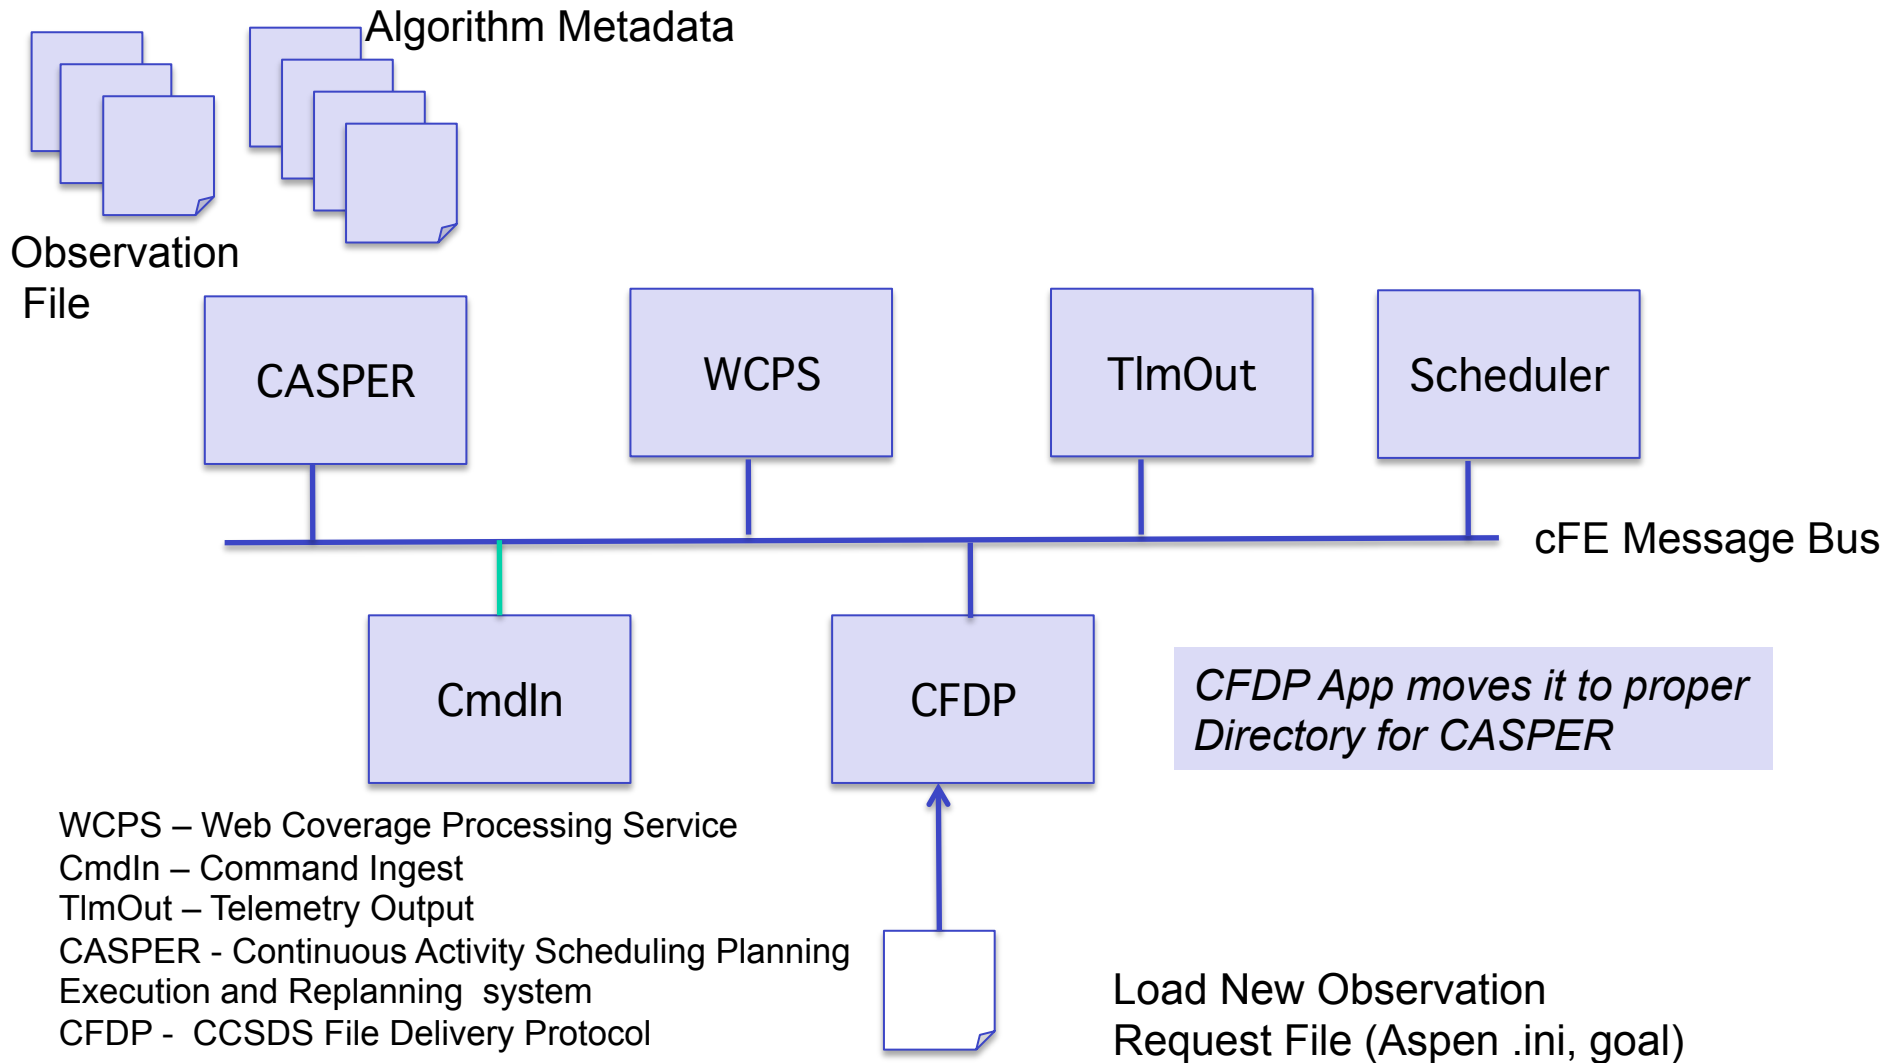 Algorithm Metadata
Observation
File
CASPER
WCPS
TlmOut
Scheduler
cFE Message Bus
CmdIn
CFDP
CFDP App moves it to proper
Directory for CASPER
WCPS – Web Coverage Processing Service
CmdIn – Command Ingest
TlmOut – Telemetry Output
CASPER - Continuous Activity Scheduling Planning
Execution and Replanning system
CFDP - CCSDS File Delivery Protocol
Load New Observation
Request File (Aspen .ini, goal)